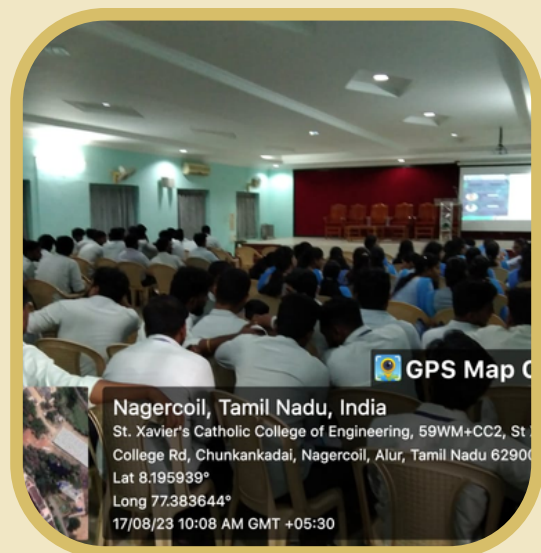 GPS Map C
Nagercoil, Tamil Nadu, India
St. Xavier's Catholic College of Engineering, 59WM+CC2, St
College Rd, Chunkankadai, Nagercoil, Alur, Tamil Nadu 62900
Lat 8.195939°
Long 77.383644°
17/08/23 10:08 AM GMT +05:30